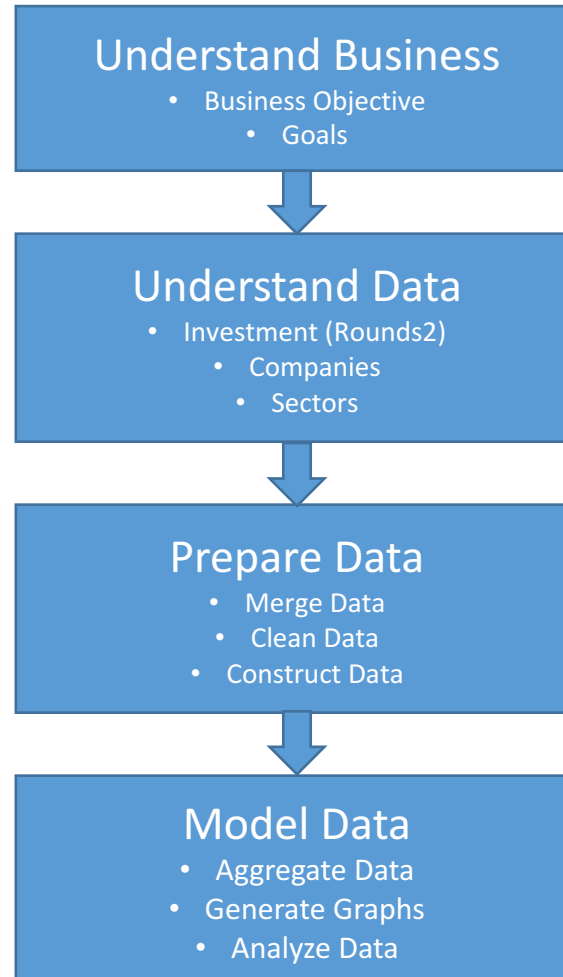 Understand Business
• Business Objective
• Goals
Understand Data
• Investment (Rounds2)
• Companies
• Sectors
Prepare Data
• Merge Data
• Clean Data
• Construct Data
Model Data
• Aggregate Data
• Generate Graphs
• Analyze Data